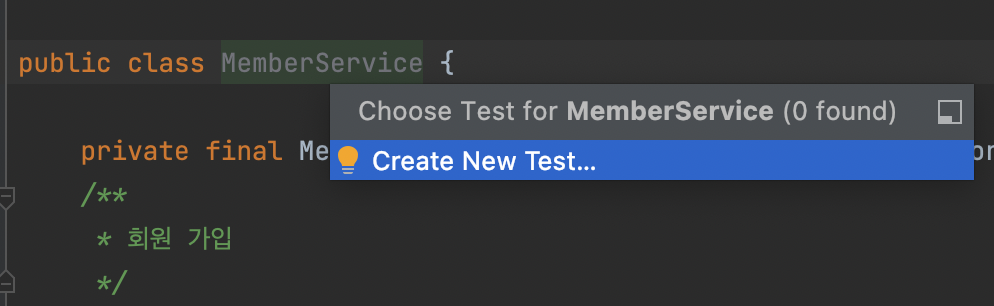 public class MemberService {
Choose Test for MemberService (0 found)
private final Me
Create New Test...
/**
* 회원 가입
*/